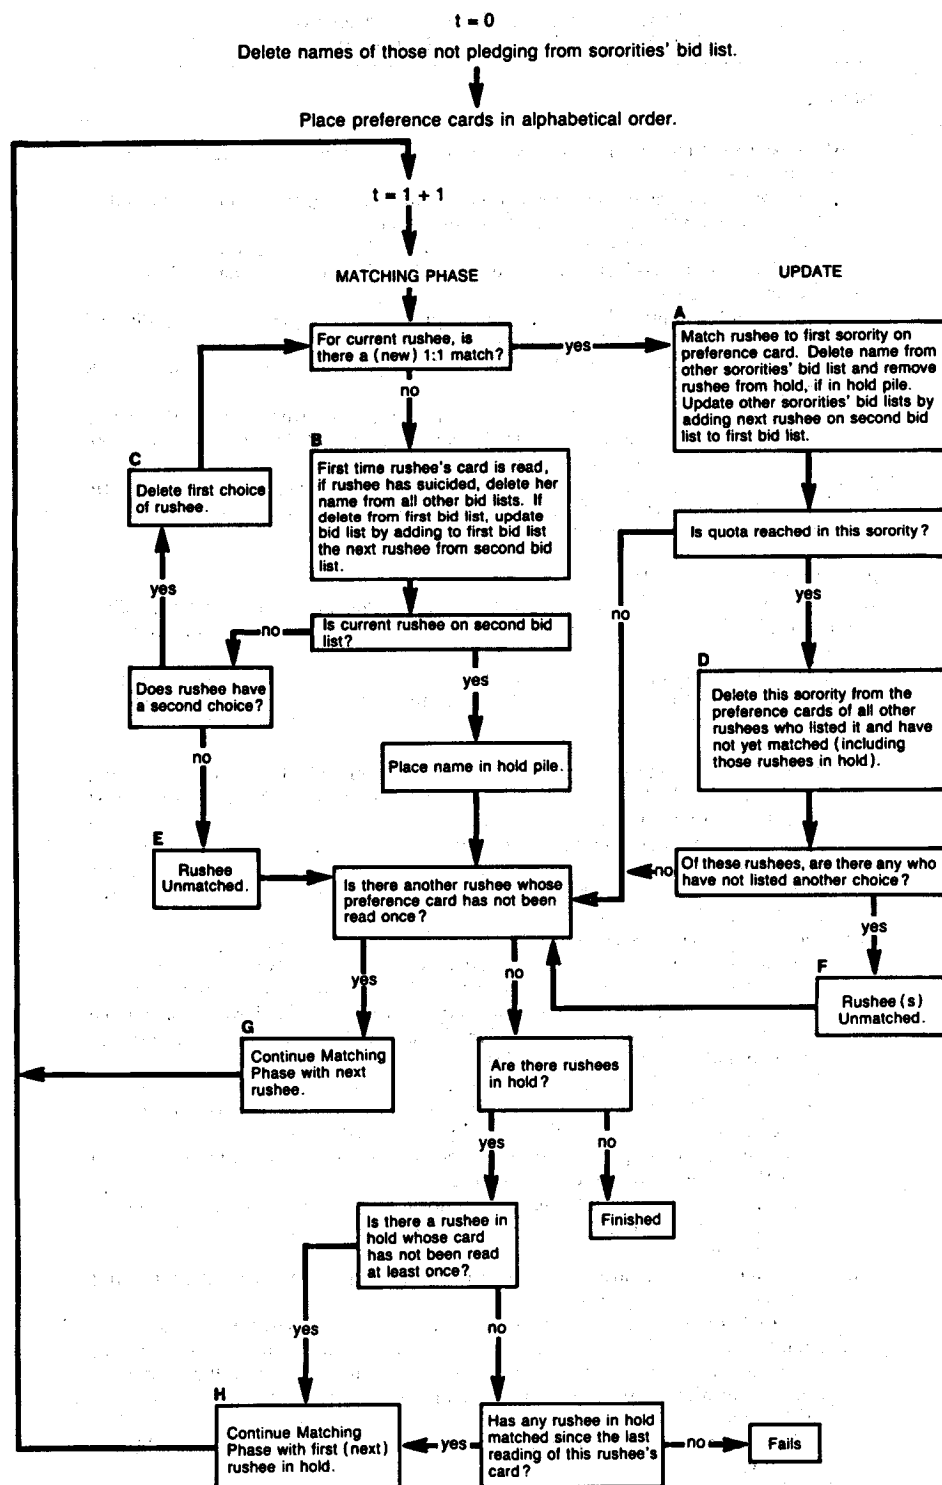 t = 0
Delete names of those not pledging from sororities' bid list.
Place preference cards in alphabetical order.
t = 1 + 1
MATCHING PHASE
UPDATE
For current rushee, is
there a (new) 1:1 match?
yes
no
A
Match rushee to first sorority on
preference card. Delete name from
other sororities' bid list and remove
rushee from hold, if in hold pile.
Update other sororities' bid lists by
adding next rushee on second bid
list to first bid list.
B
First time rushee's card is read,
if rushee has suicided, delete her
name from all other bid lists. If
delete from first bid list, update
bid list by adding to first bid list
the next rushee from second bid
list.
C
Delete first choice
of rushee.
yes
Is quota reached in this sorority?
no
yes
Is current rushee on second bid
list?
no
yes
Does rushee have
a second choice?
no
D
Delete this sorority from the
preference cards of all other
rushees who listed it and have
not yet matched (including
those rushees in hold).
Place name in hold pile.
E
Rushee
Unmatched.
Is there another rushee whose
preference card has not been
read once?
no
Of these rushees, are there any who
have not listed another choice?
yes
yes
no
F
Rushee(s)
Unmatched.
G
Continue Matching
Phase with next
rushee.
Are there rushees
in hold?
yes
no
Is there a rushee in
hold whose card
has not been read
at least once?
Finished
yes
no
H
Continue Matching
Phase with first (next)
rushee in hold.
yes
Has any rushee in hold
matched since the last
reading of this rushee's
card?
no
Fails